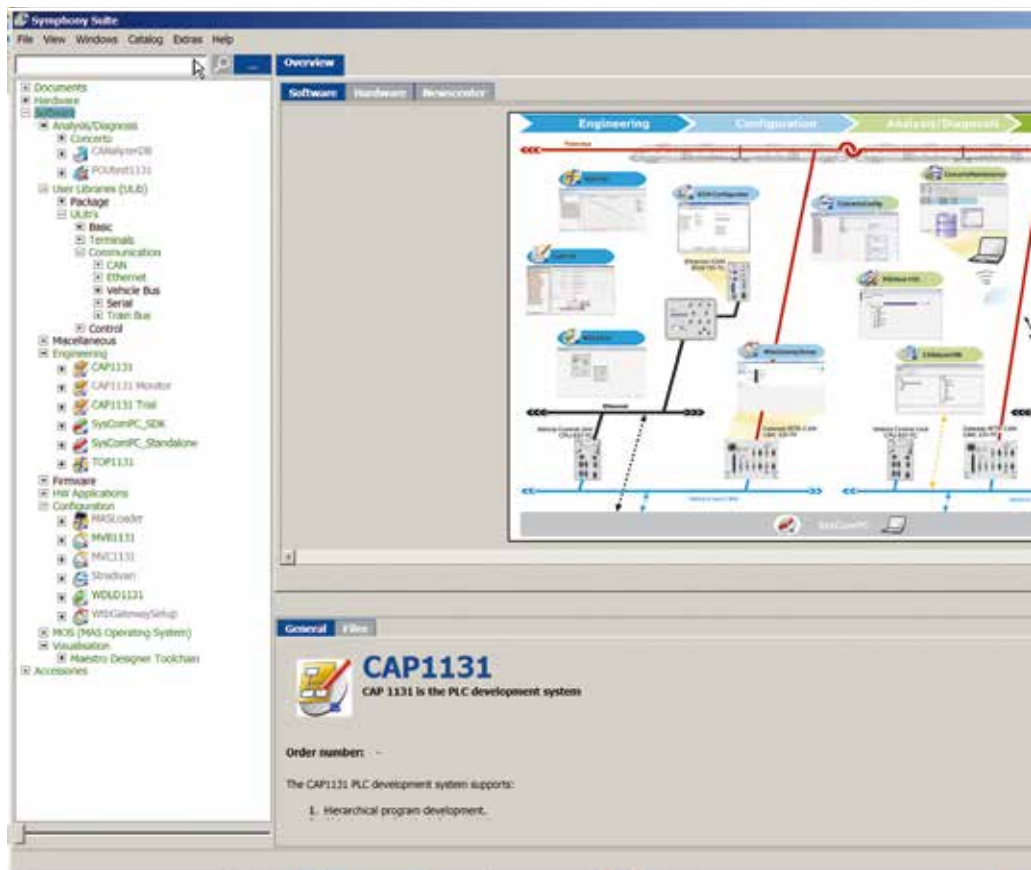 Symphony Suite
File View Windows Catalog Extras Help
...
Documents
Hardware
Software
Analysis/Diagnosis
Concerto
CANalyzerDB
POUtest1131
User Libraries (ULib)
Package
ULib's
Basic
Terminals
Communication
CAN
Ethernet
Vehicle Bus
Serial
Train Bus
Control
Miscellaneous
Engineering
CAP1131
CAP1131 Monitor
CAP1131 Trial
SysComPC_SDK
SysComPC_Standalone
TOP1131
Firmware
HW Applications
Configuration
MASLoader
MVB1131
MVC1131
Stradivari
WDLD1131
WtbGatewaySetup
MOS (MAS Operating System)
Visualisation
Maestro Designer Toolchain
Accessories
Overview
Software Hardware Newscenter
Engineering Configuration Analysis/Diagnosis
Ethernet
SysComPC
General Files
CAP1131
CAP 1131 is the PLC development system
Order number: -
The CAP1131 PLC development system supports:
1. Hierarchical program development.